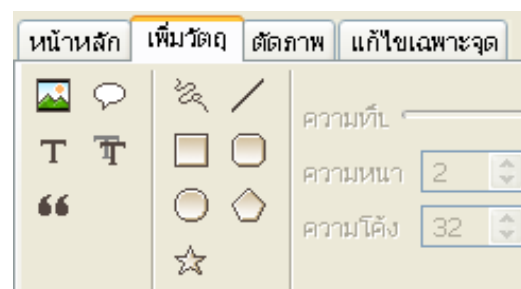 หน้าหลัก เพิ่มวัตถุ ตัดภาพ แก้ไขเฉพาะจุด
T T
ความทึบ
ความหนา 2
ความโค้ง 32